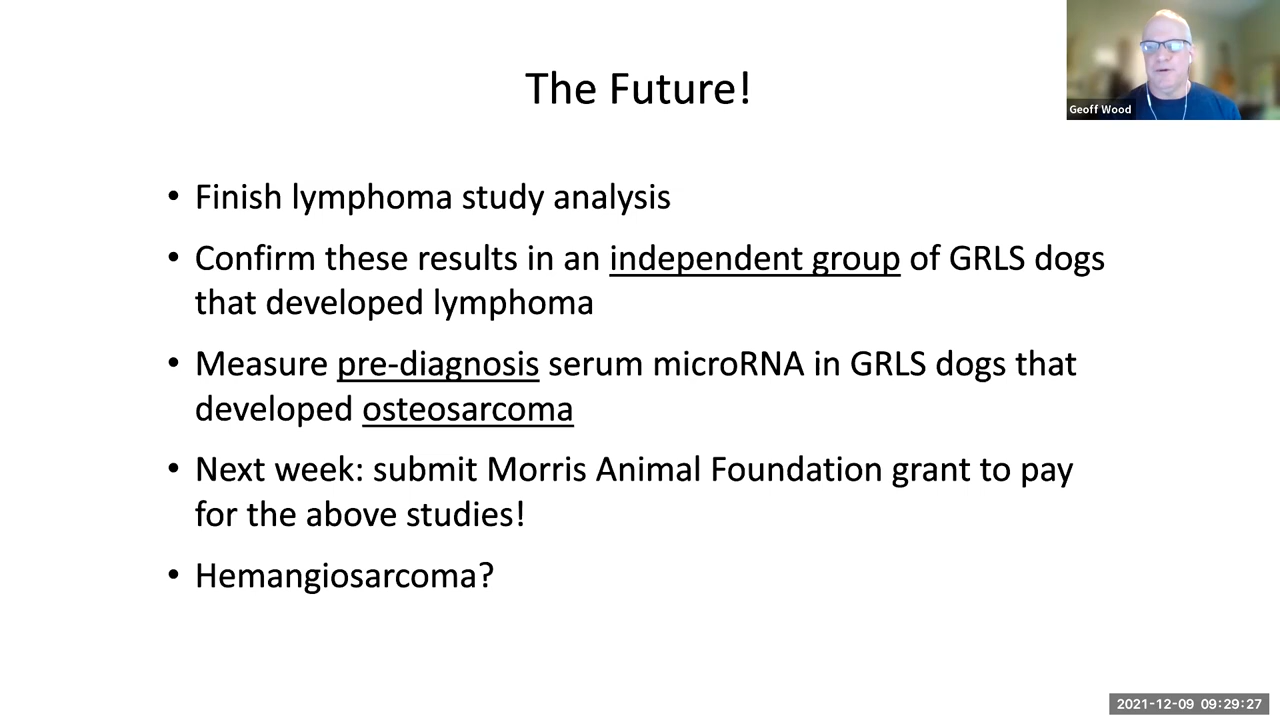 The Future!
Geoff Wood
• Finish lymphoma study analysis
• Confirm these results in an independent group of GRLS dogs
that developed lymphoma
• Measure pre-diagnosis serum microRNA in GRLS dogs that
developed osteosarcoma
• Next week: submit Morris Animal Foundation grant to pay
for the above studies!
• Hemangiosarcoma?
2021-12-09 09:29:27